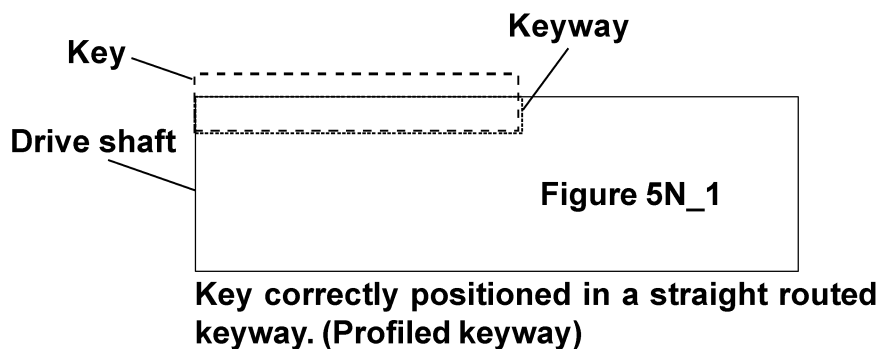 Keyway
Key
Drive shaft
Figure 5N_1
Key correctly positioned in a straight routed
keyway. (Profiled keyway)